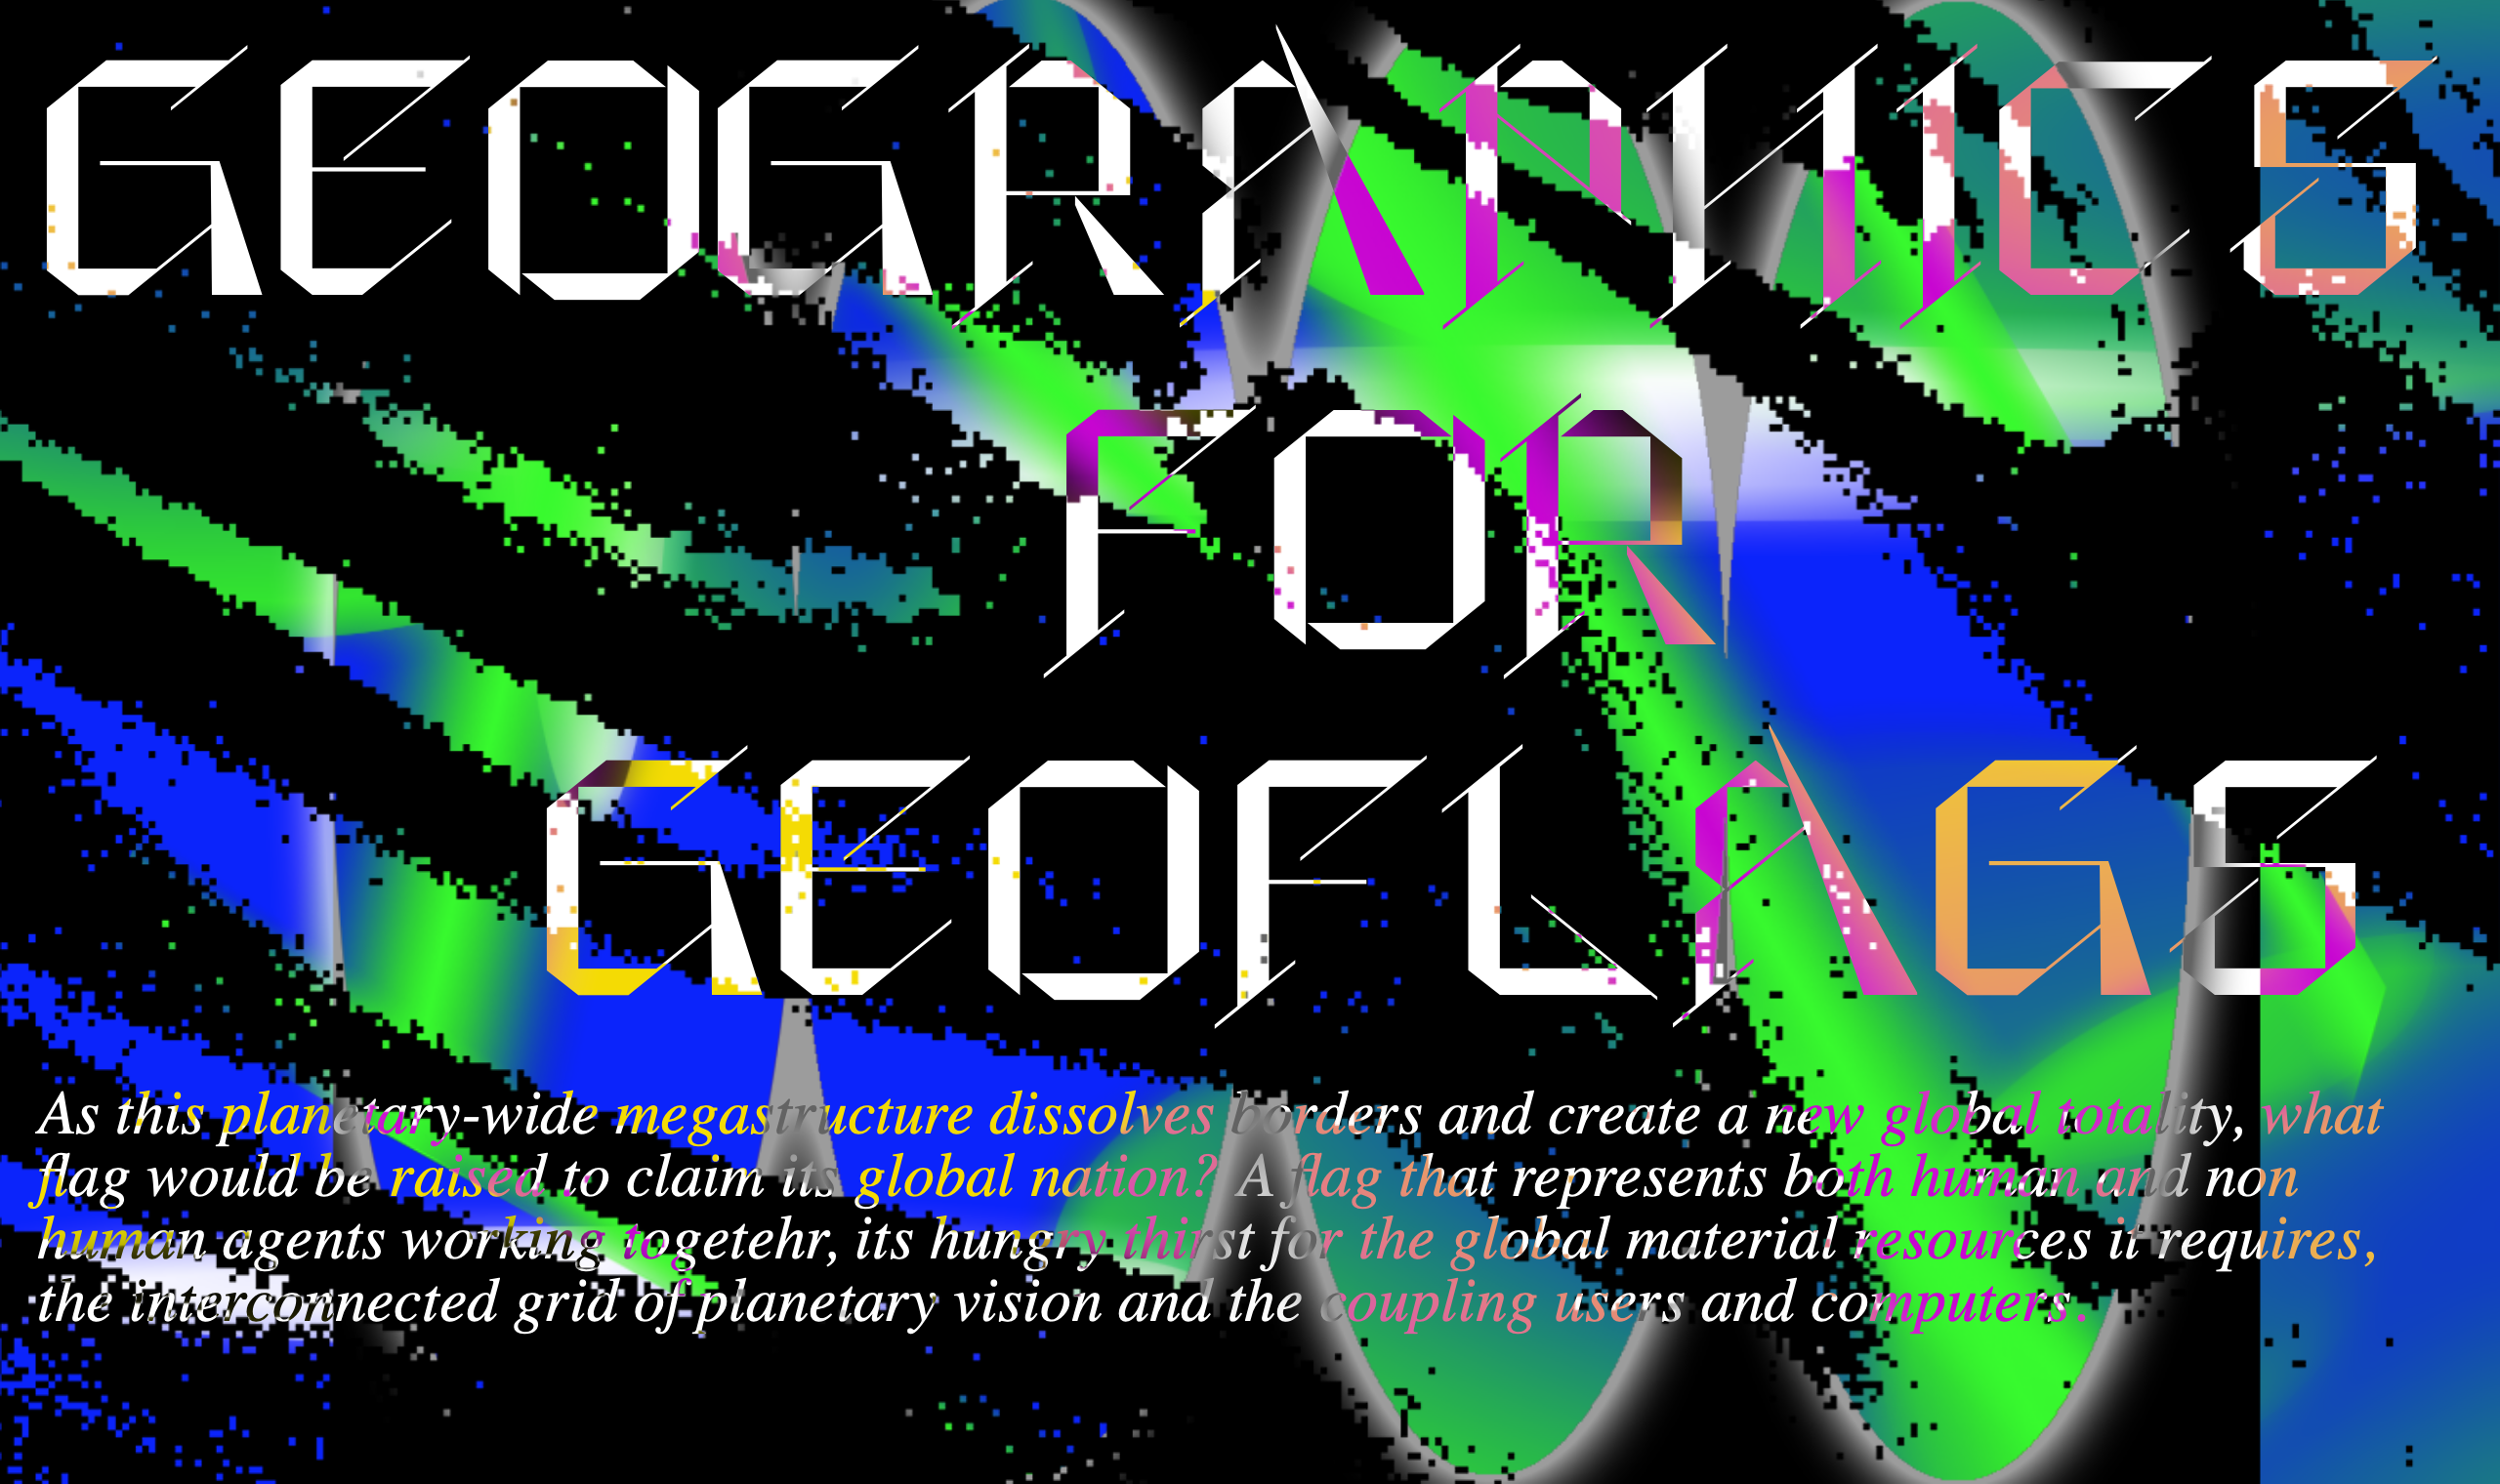 GEOGRAPHICS
FOR
GEOFLAGS
As this planetary-wide megastructure dissolves borders and create a new global totality, what
flag would be raised to claim its global nation? A flag that represents both human and non
human agents working togetehr, its hungry thirst for the global material resources it requires,
the interconnected grid of planetary vision and the coupling users and computers.